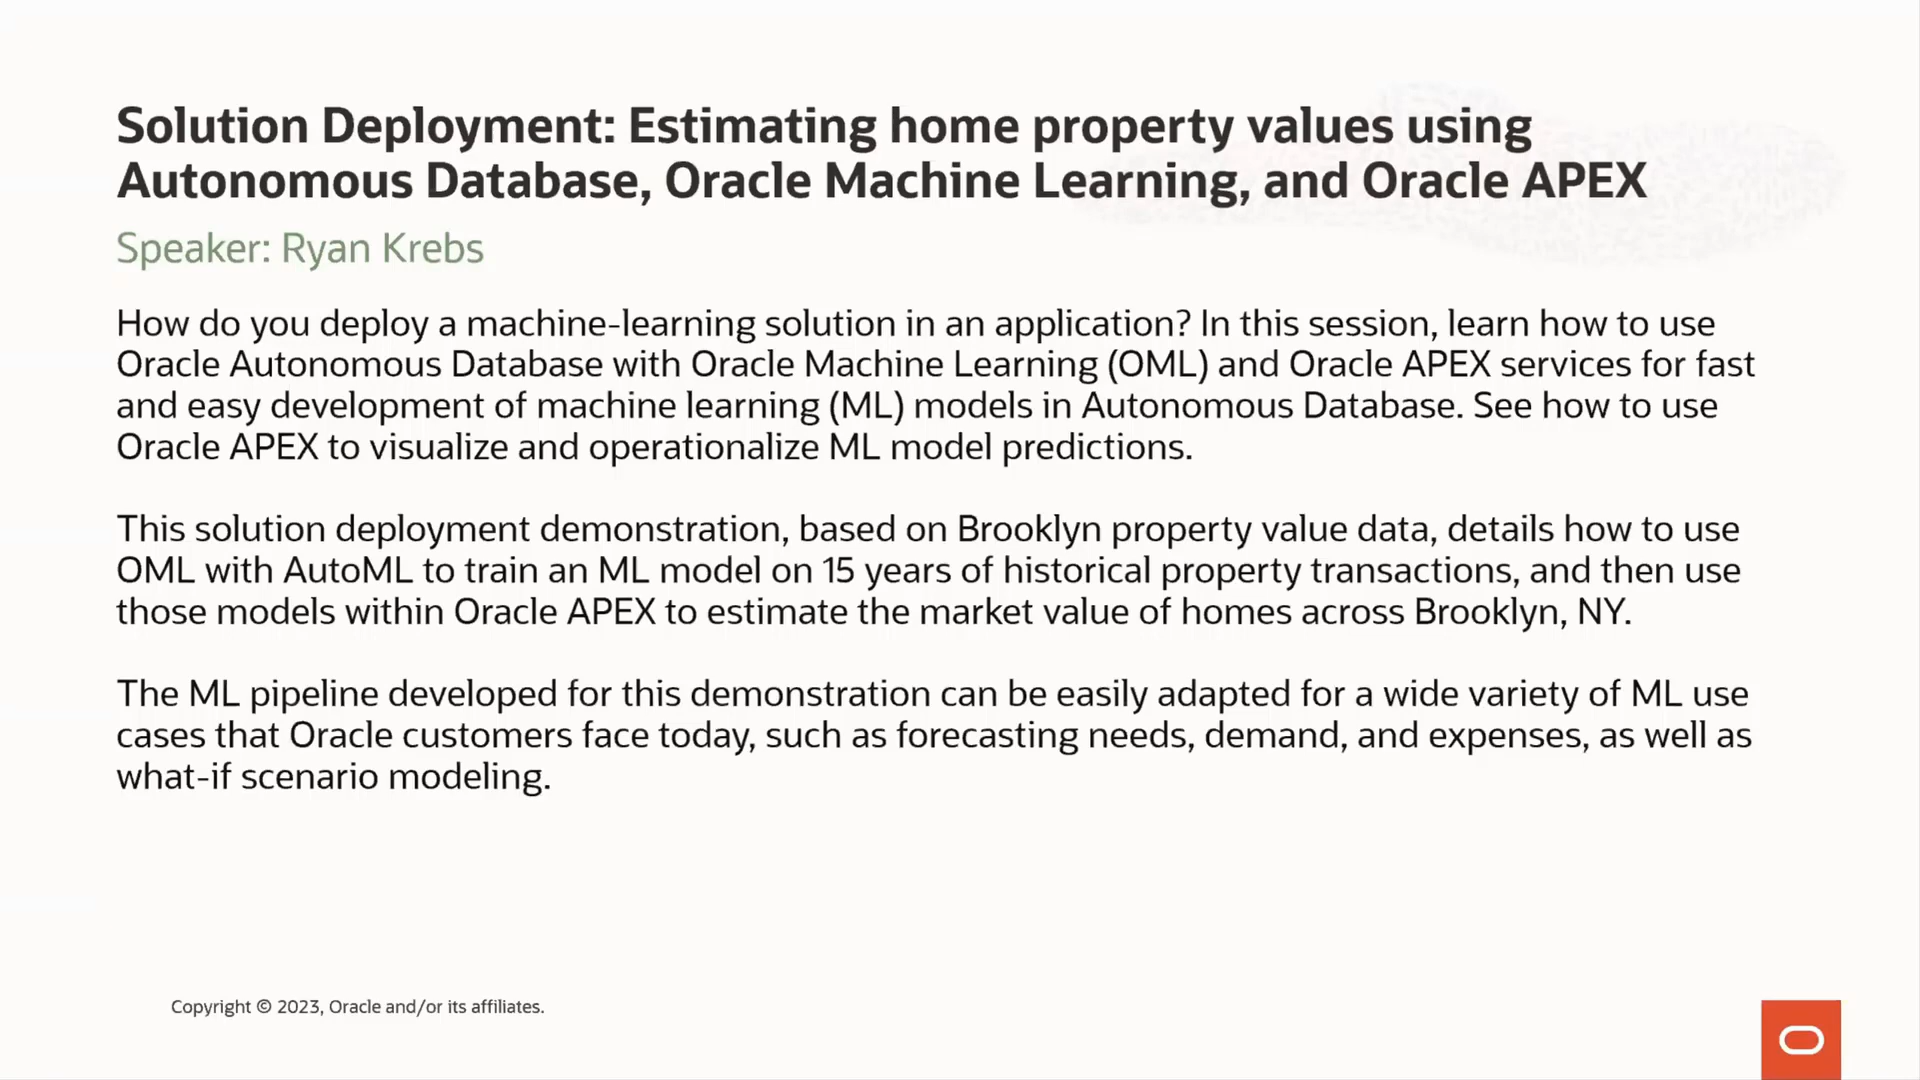 Solution Deployment: Estimating home property values using
Autonomous Database, Oracle Machine Learning, and Oracle APEX
Speaker: Ryan Krebs
How do you deploy a machine-learning solution in an application? In this session, learn how to use
Oracle Autonomous Database with Oracle Machine Learning (OML) and Oracle APEX services for fast
and easy development of machine learning (ML) models in Autonomous Database. See how to use
Oracle APEX to visualize and operationalize ML model predictions.
This solution deployment demonstration, based on Brooklyn property value data, details how to use
OML with AutoML to train an ML model on 15 years of historical property transactions, and then use
those models within Oracle APEX to estimate the market value of homes across Brooklyn, NY.
The ML pipeline developed for this demonstration can be easily adapted for a wide variety of ML use
cases that Oracle customers face today, such as forecasting needs, demand, and expenses, as well as
what-if scenario modeling.
Copyright © 2023, Oracle and/or its affiliates.